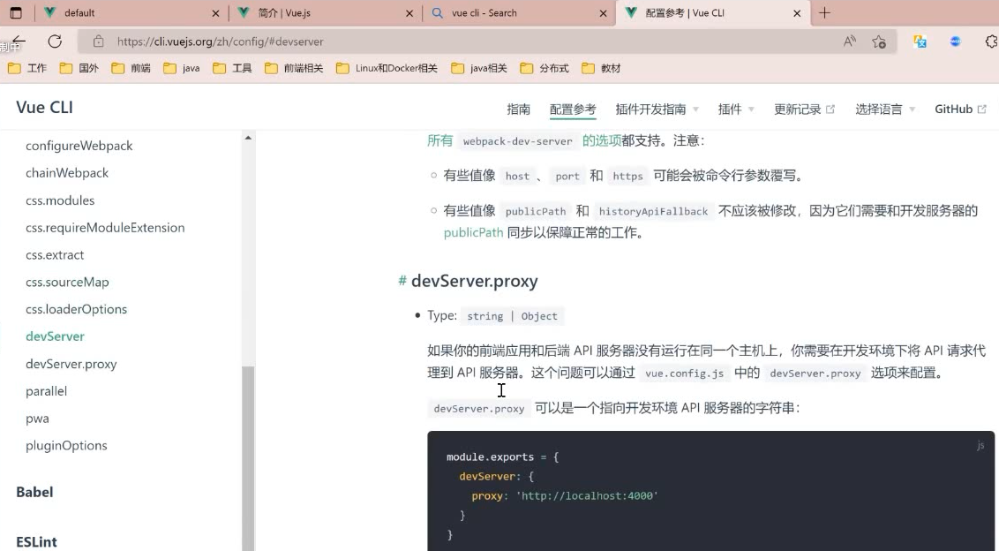 default
简介 | Vue.js
vue cli - Search
配置参考 | Vue CLI
制中
https://cli.vuejs.org/zh/config/#devserver
工作 国外 前端 java 工具 前端相关 Linux和Docker相关 java相关 分布式 教材
Vue CLI
指南 配置参考 插件开发指南 插件 更新记录 选择语言 GitHub
configureWebpack
chainWebpack
css.modules
css.requireModuleExtension
css.extract
css.sourceMap
css.loaderOptions
devServer
devServer.proxy
parallel
pwa
pluginOptions
Babel
ESLint
所有 webpack-dev-server 的选项都支持。注意：
有些值像 host 、 port 和 https 可能会被命令行参数覆写。
有些值像 publicPath 和 historyApiFallback 不应该被修改，因为它们需要和开发服务器的
publicPath 同步以保障正常的工作。
# devServer.proxy
Type: string | Object
如果你的前端应用和后端 API 服务器没有运行在同一个主机上，你需要在开发环境下将 API 请求代
理到 API 服务器。这个问题可以通过 vue.config.js 中的 devServer.proxy 选项来配置。
devServer.proxy 可以是一个指向开发环境 API 服务器的字符串：
js
module.exports = {
devServer: {
proxy: 'http://localhost:4000'
}
}